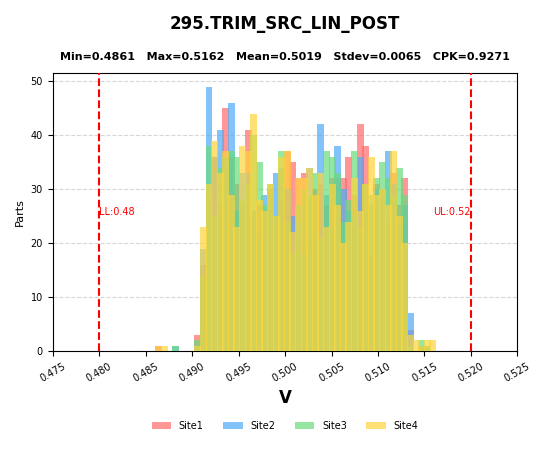 295.TRIM_SRC_LIN_POST
Min=0.4861 Max=0.5162 Mean=0.5019 Stdev=0.0065 CPK=0.9271
50
40
30
20
10
0
Parts
LL:0.48
UL:0.52
0.475 0.480 0.485 0.490 0.495 0.500 0.505 0.510 0.515 0.520 0.525
V
Site1 Site2 Site3 Site4